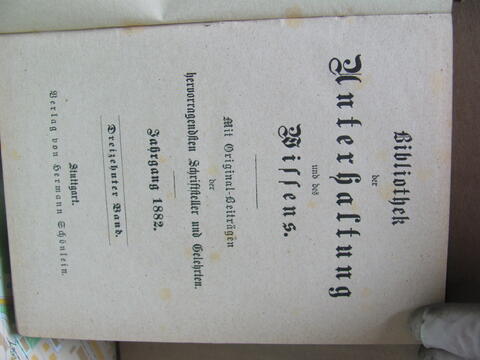 Bibliothek
der
Unterhaltung
und des
Wissens.
Mit Original-Beiträgen
der
hervorragendsten Schriftsteller und Gelehrten.
Jahrgang 1882.
Dreizehnter Band.
Stuttgart.
Verlag von Hermann Schönlein.